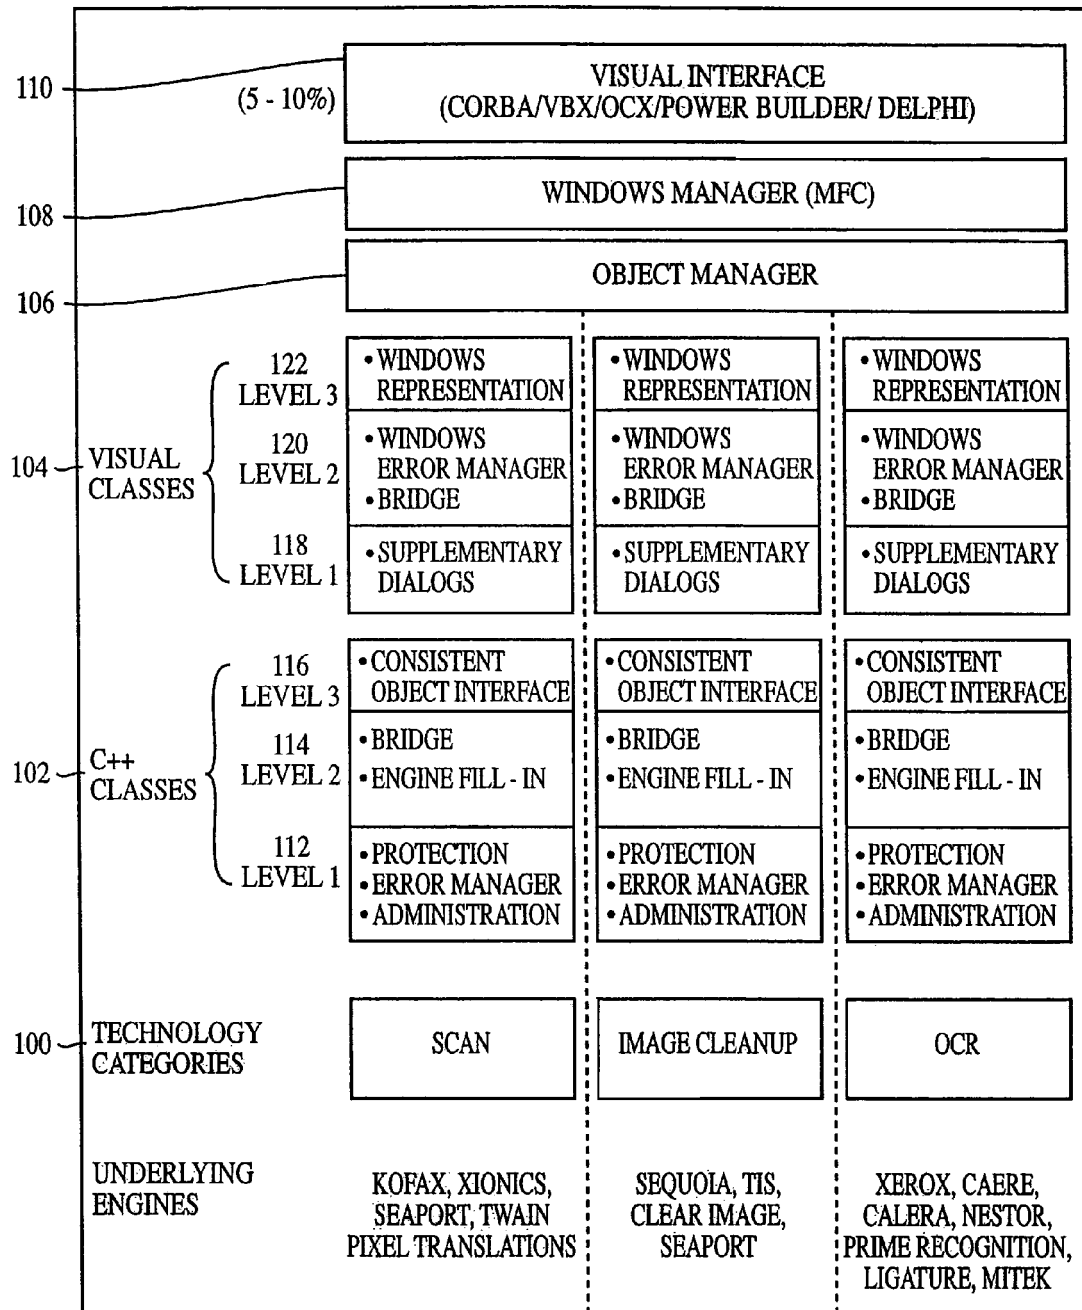 110
(5 - 10%)
VISUAL INTERFACE
(CORBA/VBX/OCX/POWER BUILDER/ DELPHI)
108
WINDOWS MANAGER (MFC)
106
OBJECT MANAGER
104
VISUAL
CLASSES
122
LEVEL 3
• WINDOWS
REPRESENTATION
• WINDOWS
REPRESENTATION
• WINDOWS
REPRESENTATION
120
LEVEL 2
• WINDOWS
ERROR MANAGER
• BRIDGE
• WINDOWS
ERROR MANAGER
• BRIDGE
• WINDOWS
ERROR MANAGER
• BRIDGE
118
LEVEL 1
• SUPPLEMENTARY
DIALOGS
• SUPPLEMENTARY
DIALOGS
• SUPPLEMENTARY
DIALOGS
102
C++
CLASSES
116
LEVEL 3
• CONSISTENT
OBJECT INTERFACE
• CONSISTENT
OBJECT INTERFACE
• CONSISTENT
OBJECT INTERFACE
114
LEVEL 2
• BRIDGE
• ENGINE FILL - IN
• BRIDGE
• ENGINE FILL - IN
• BRIDGE
• ENGINE FILL - IN
112
LEVEL 1
• PROTECTION
• ERROR MANAGER
• ADMINISTRATION
• PROTECTION
• ERROR MANAGER
• ADMINISTRATION
• PROTECTION
• ERROR MANAGER
• ADMINISTRATION
100
TECHNOLOGY
CATEGORIES
SCAN
IMAGE CLEANUP
OCR
UNDERLYING
ENGINES
KOFAX, XIONICS,
SEAPORT, TWAIN
PIXEL TRANSLATIONS
SEQUOIA, TIS,
CLEAR IMAGE,
SEAPORT
XEROX, CAERE,
CALERA, NESTOR,
PRIME RECOGNITION,
LIGATURE, MITEK